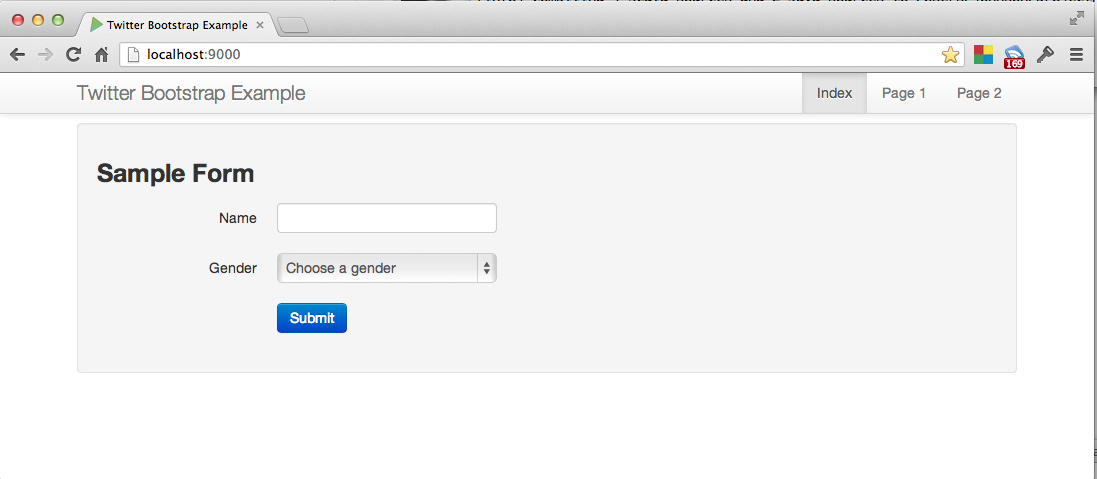 Twitter Bootstrap Example
localhost:9000
169
Twitter Bootstrap Example Index Page 1 Page 2
Sample Form
Name
Gender Choose a gender
Submit